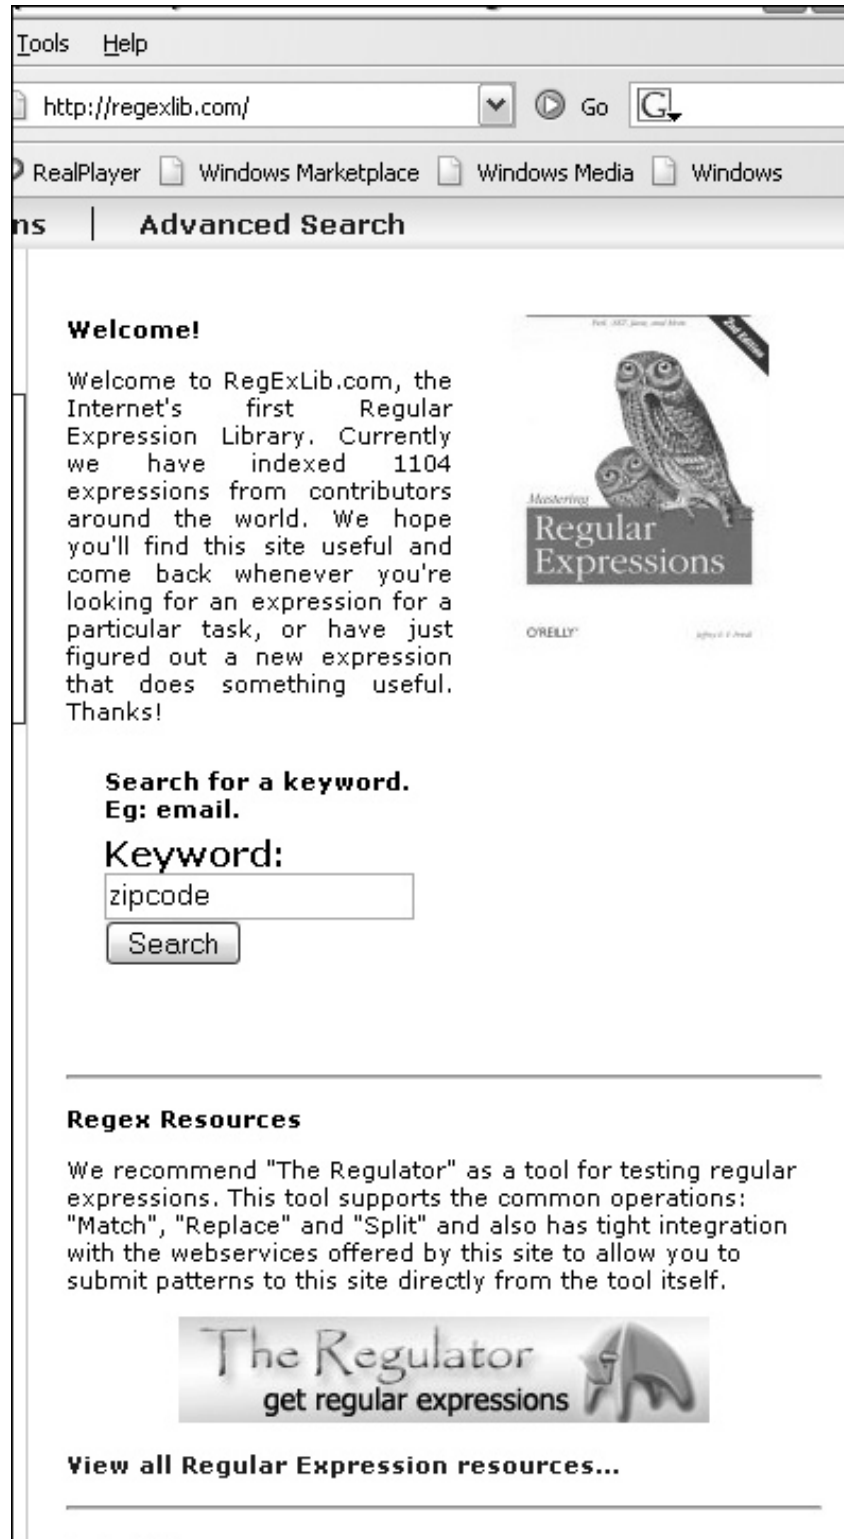 Tools Help
http://regexlib.com/ Go G
RealPlayer Windows Marketplace Windows Media Windows
ns | Advanced Search
Welcome!
Welcome to RegExLib.com, the
Internet's first Regular
Expression Library. Currently
we have indexed 1104
expressions from contributors
around the world. We hope
you'll find this site useful and
come back whenever you're
looking for an expression for a
particular task, or have just
figured out a new expression
that does something useful.
Thanks!
Perl, .NET, Java, and More
2nd Edition
Mastering
Regular
Expressions
O'REILLY
Search for a keyword.
Eg: email.
Keyword:
zipcode
Search
Regex Resources
We recommend "The Regulator" as a tool for testing regular
expressions. This tool supports the common operations:
"Match", "Replace" and "Split" and also has tight integration
with the webservices offered by this site to allow you to
submit patterns to this site directly from the tool itself.
The Regulator
get regular expressions
View all Regular Expression resources...